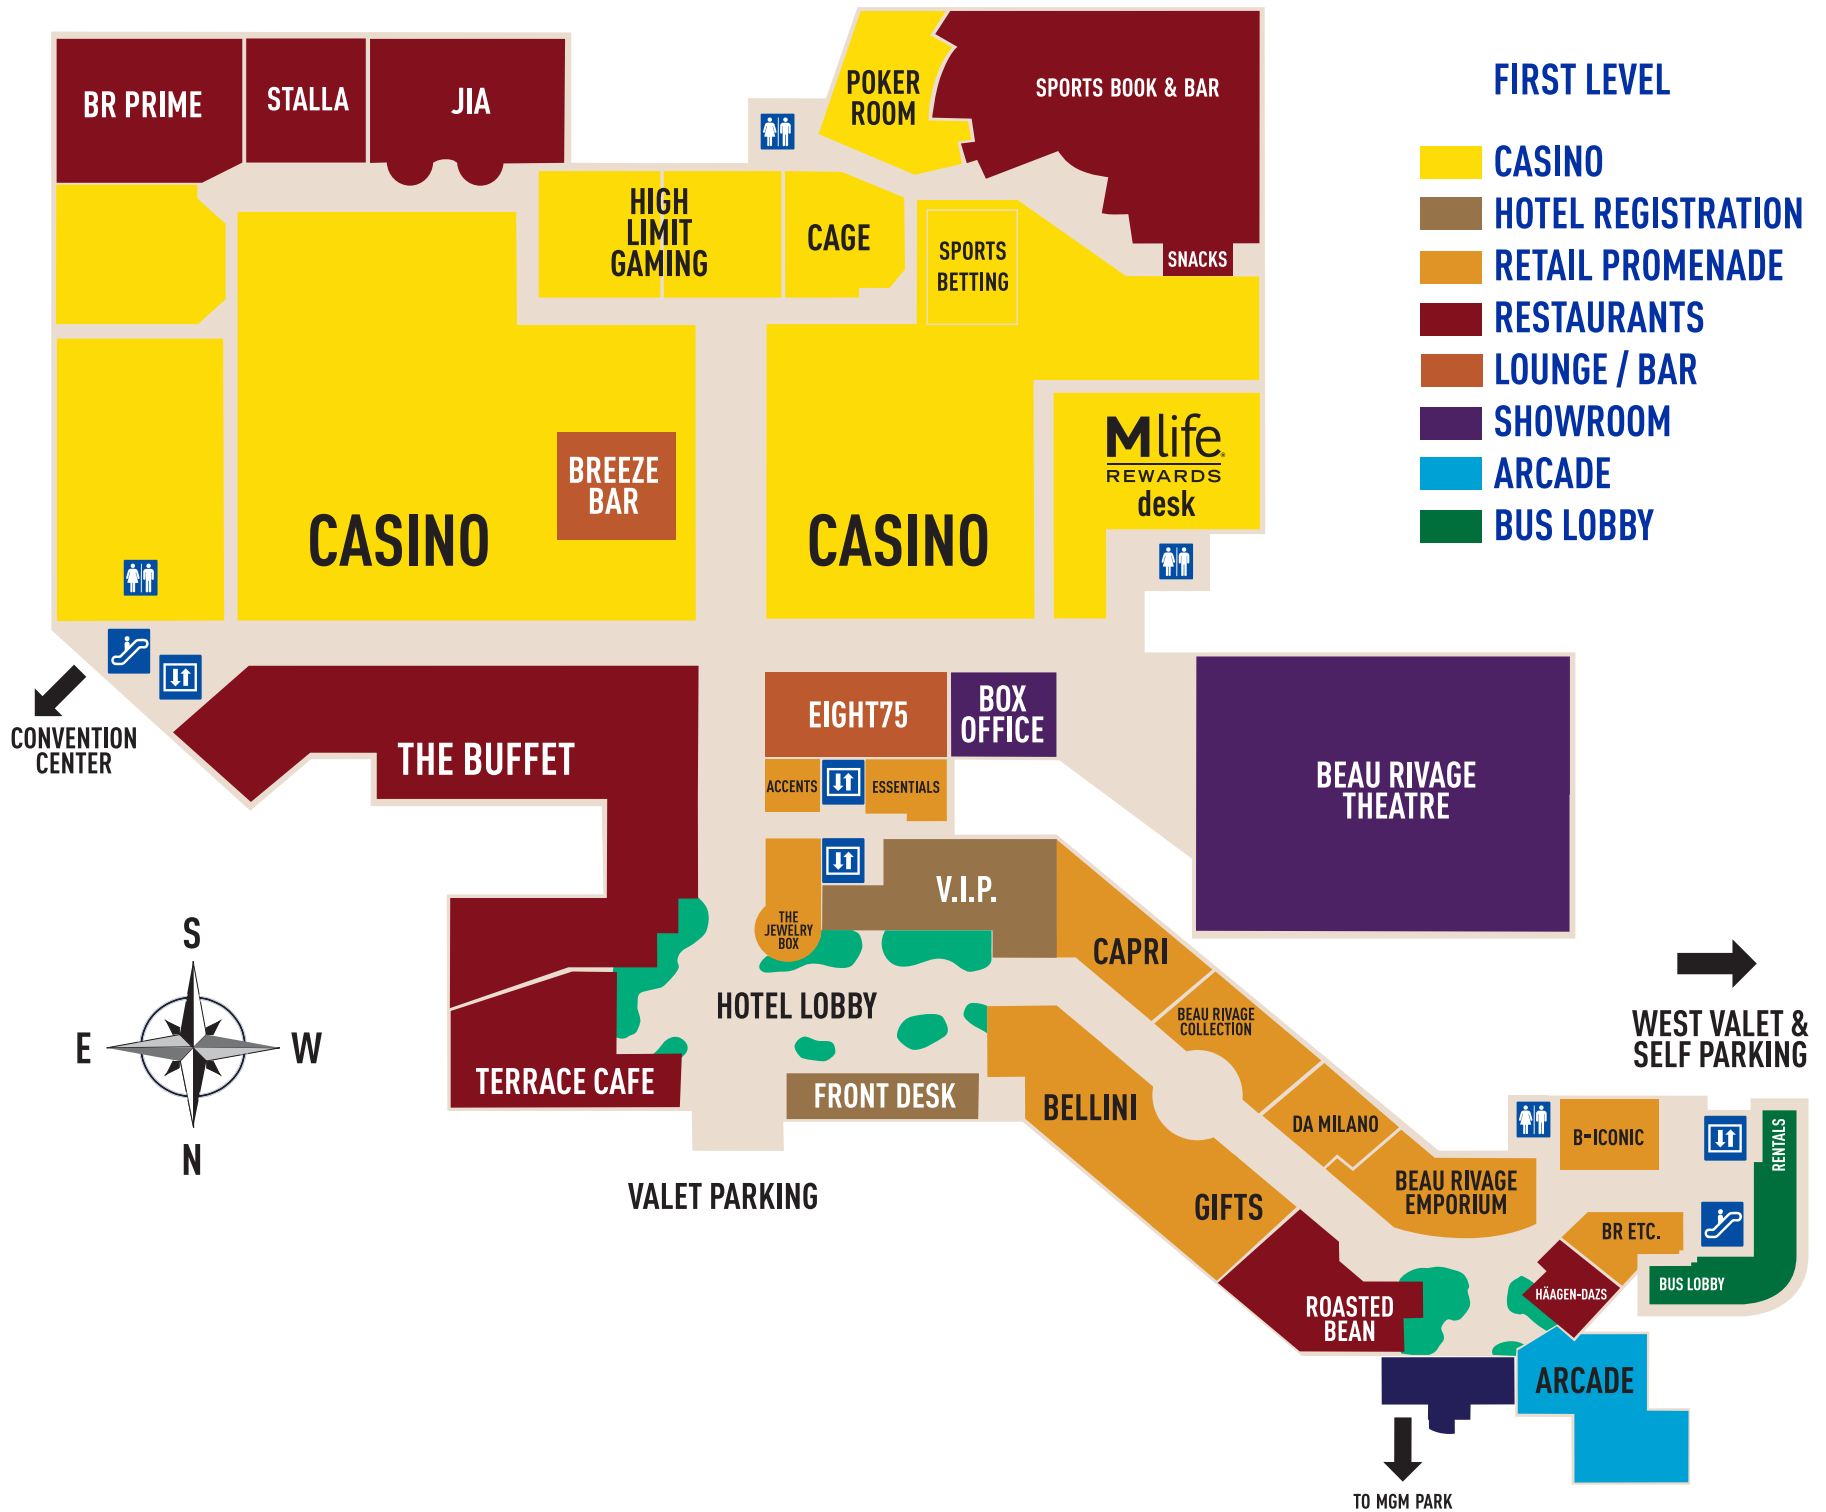 BR PRIME
STALLA
JIA
POKER
ROOM
SPORTS BOOK & BAR
SNACKS
HIGH
LIMIT
GAMING
CAGE
SPORTS
BETTING
FIRST LEVEL
CASINO
HOTEL REGISTRATION
RETAIL PROMENADE
RESTAURANTS
LOUNGE / BAR
SHOWROOM
ARCADE
BUS LOBBY
BREEZE
BAR
CASINO
CASINO
Mlife®
REWARDS
desk
CONVENTION
CENTER
THE BUFFET
EIGHT75
BOX
OFFICE
ACCENTS
ESSENTIALS
BEAU RIVAGE
THEATRE
V.I.P.
THE
JEWELRY
BOX
CAPRI
HOTEL LOBBY
BEAU RIVAGE
COLLECTION
S
E
W
N
TERRACE CAFE
FRONT DESK
BELLINI
DA MILANO
WEST VALET &
SELF PARKING
B-ICONIC
RENTALS
VALET PARKING
GIFTS
BEAU RIVAGE
EMPORIUM
BR ETC.
BUS LOBBY
HÄAGEN-DAZS
ROASTED
BEAN
ARCADE
TO MGM PARK